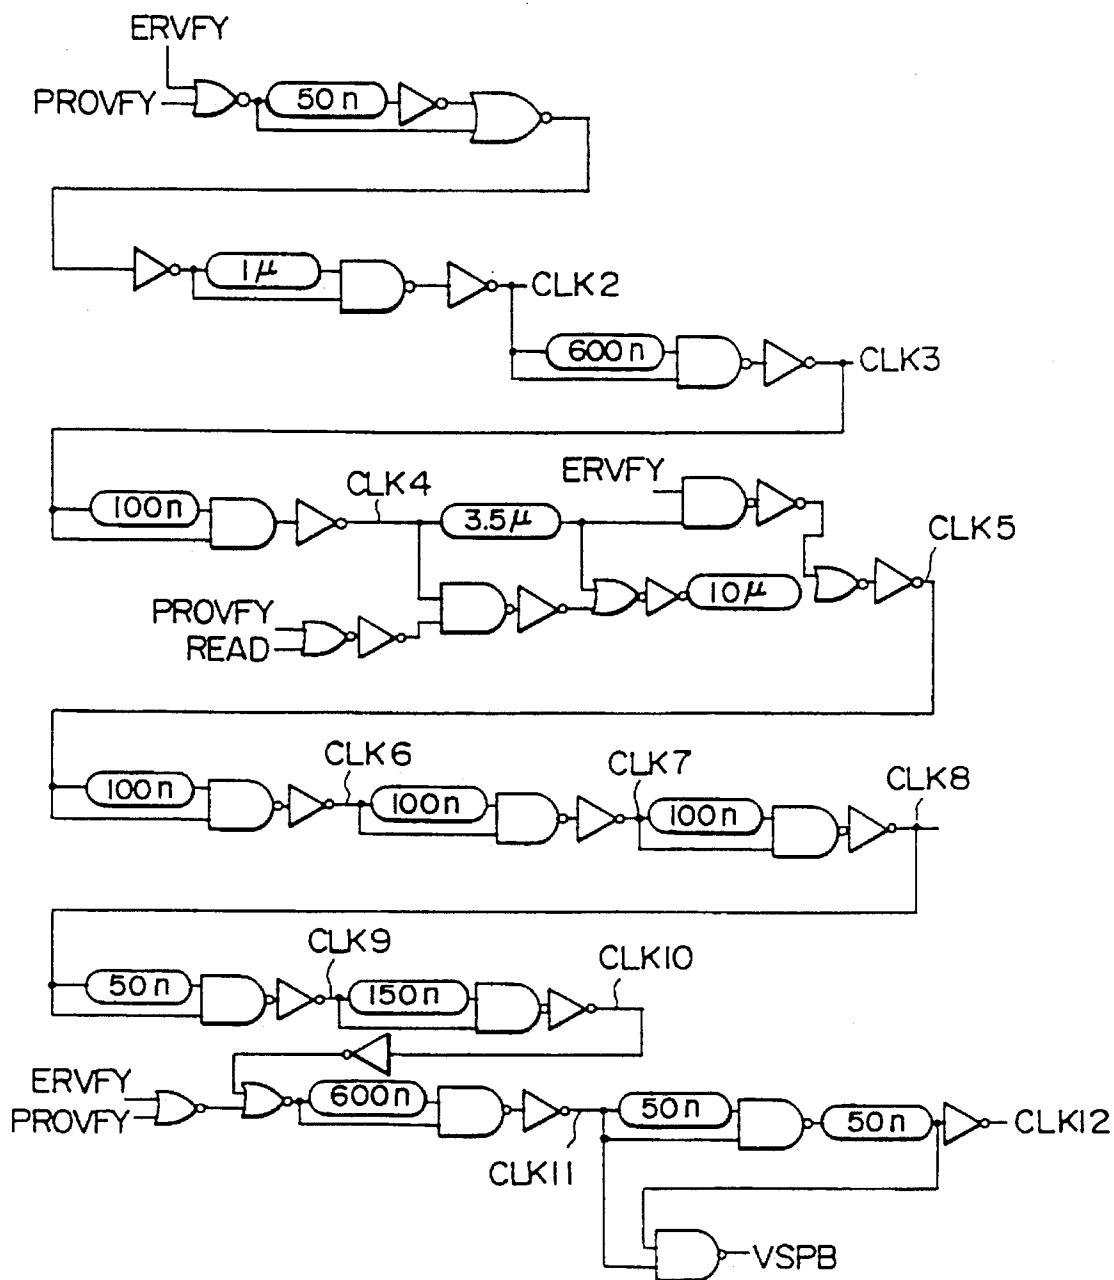 ERVFY
PROVFY
50n
1μ
CLK2
600n
CLK3
100n
CLK4
3.5μ
ERVFY
CLK5
10μ
PROVFY
READ
100n
CLK6
100n
CLK7
100n
CLK8
50n
CLK9
150n
CLK10
ERVFY
PROVFY
600n
CLK11
50n
50n
CLK12
VSPB